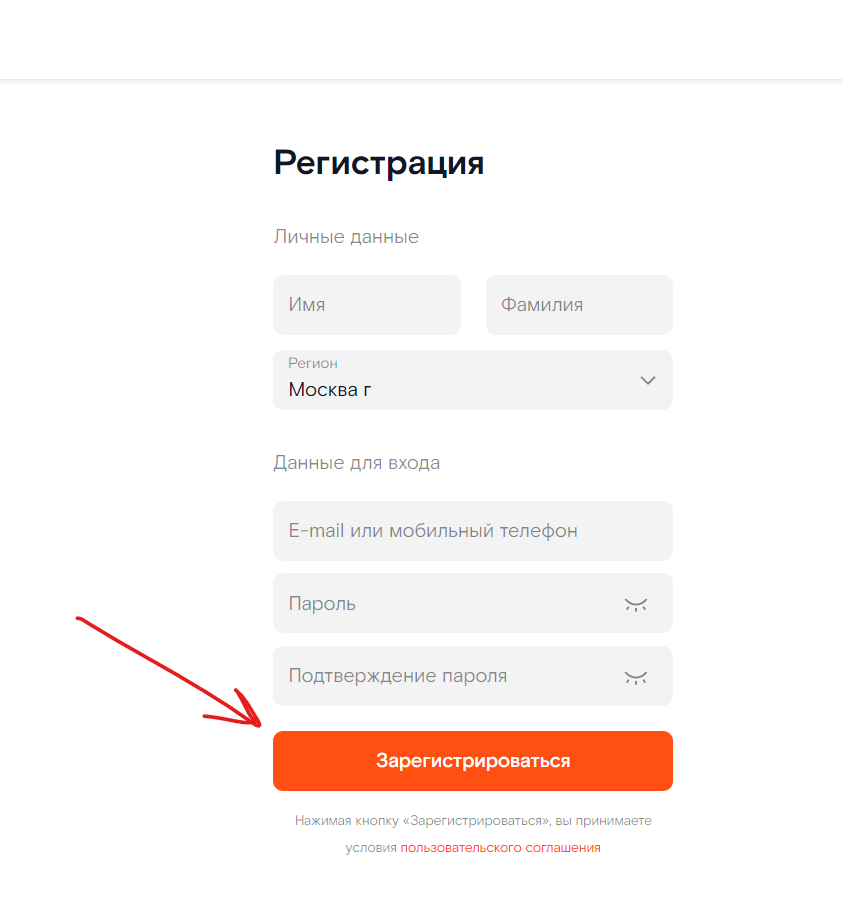 Регистрация
Личные данные
Имя
Фамилия
Регион
Москва г
Данные для входа
E-mail или мобильный телефон
Пароль
Подтверждение пароля
Зарегистрироваться
Нажимая кнопку «Зарегистрироваться», вы принимаете
условия пользовательского соглашения